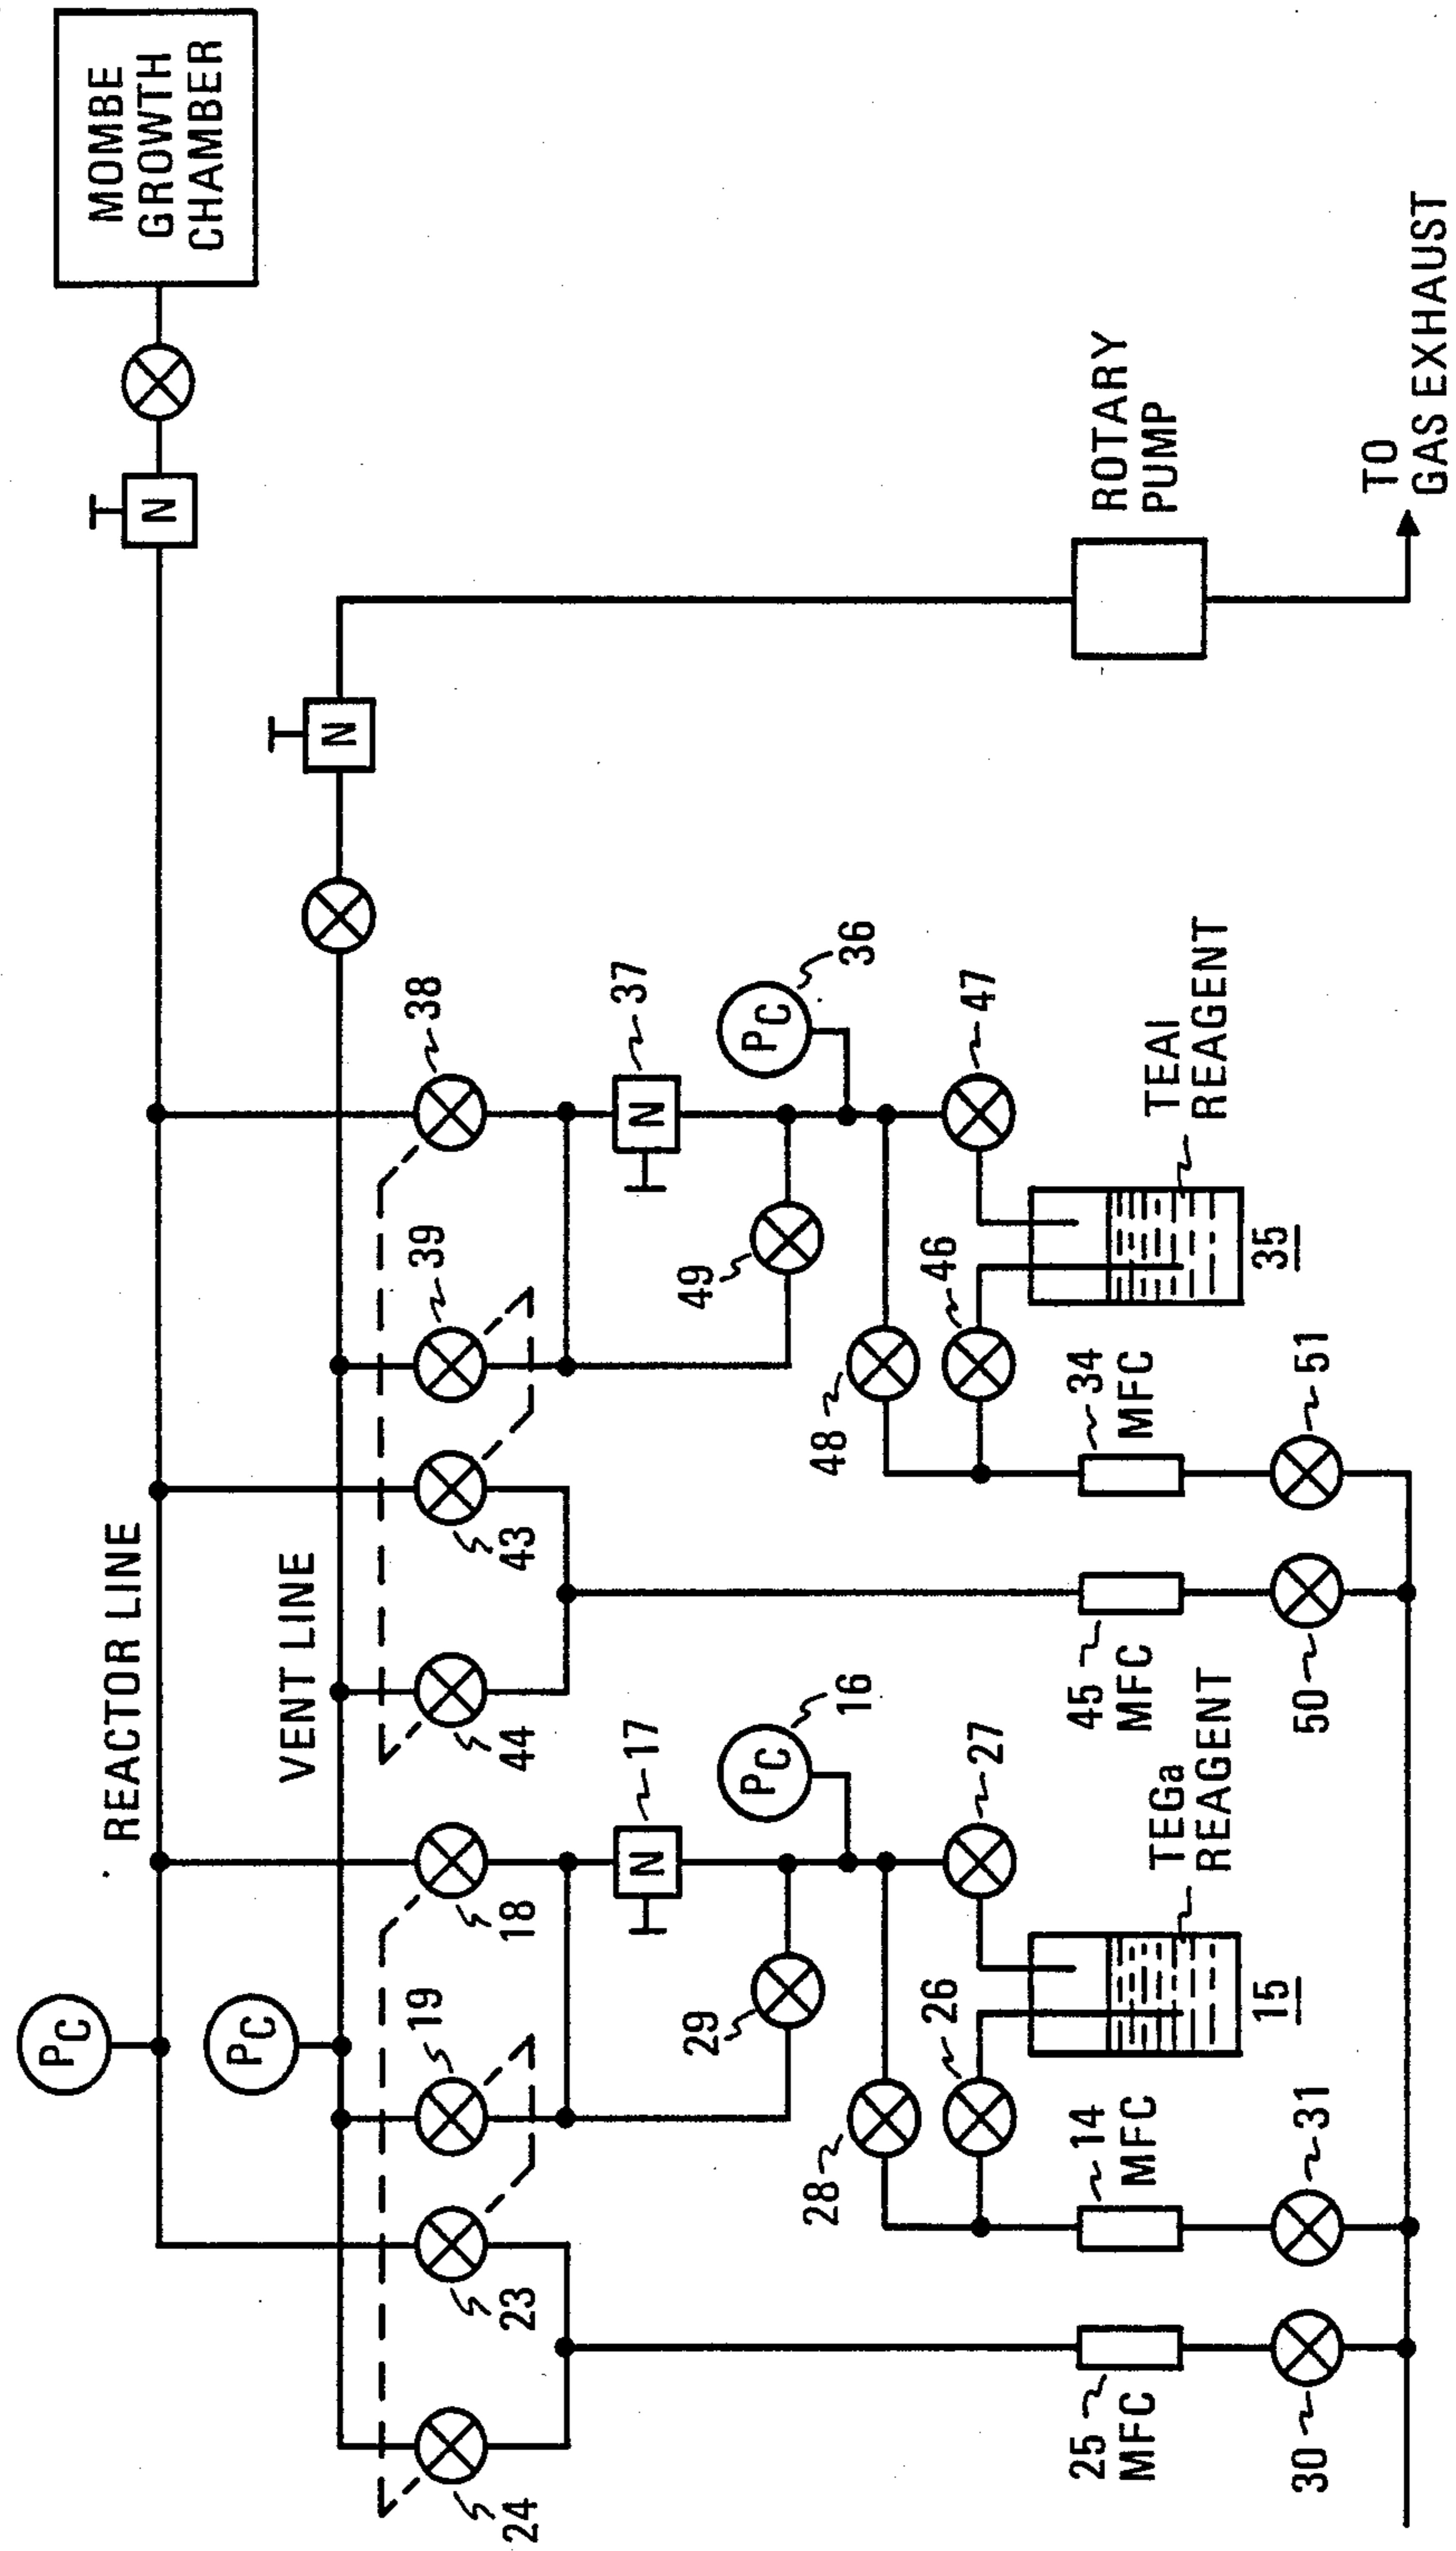 MOMBE
GROWTH
CHAMBER
N
N
REACTOR LINE
VENT LINE
PC
PC
24
23
19
18
44
43
39
38
17
N
37
N
29
16
PC
49
36
PC
28
26
27
48
46
47
TEGa
REAGENT
15
TEAl
REAGENT
35
25
MFC
14
MFC
45
MFC
34
MFC
30
31
50
51
ROTARY
PUMP
TO
GAS EXHAUST